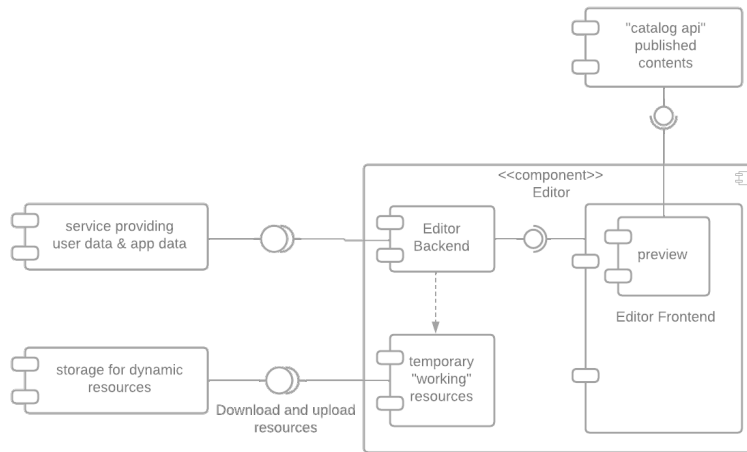 "catalog api"
published
contents
<<component>>
Editor
service providing
user data & app data
Editor
Backend
preview
Editor Frontend
storage for dynamic
resources
temporary
"working"
resources
Download and upload
resources